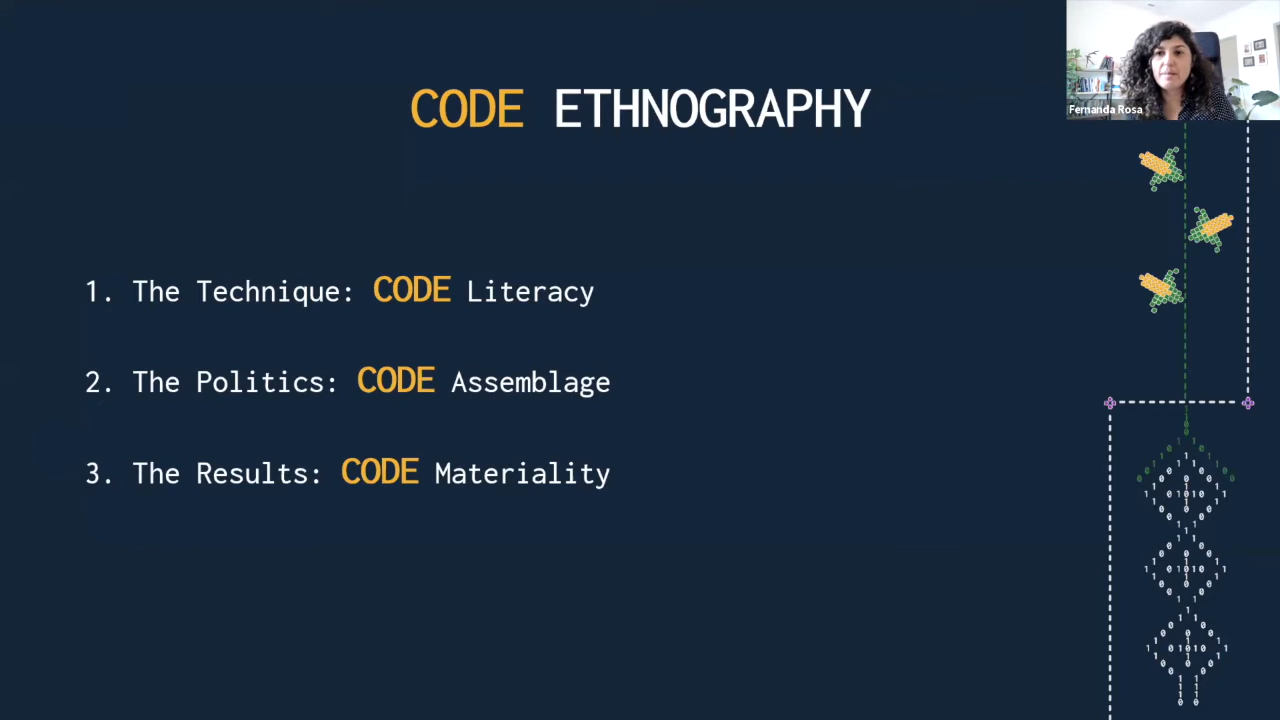 CODE ETHNOGRAPHY
Fernanda Rosa
1. The Technique: CODE Literacy
2. The Politics: CODE Assemblage
3. The Results: CODE Materiality